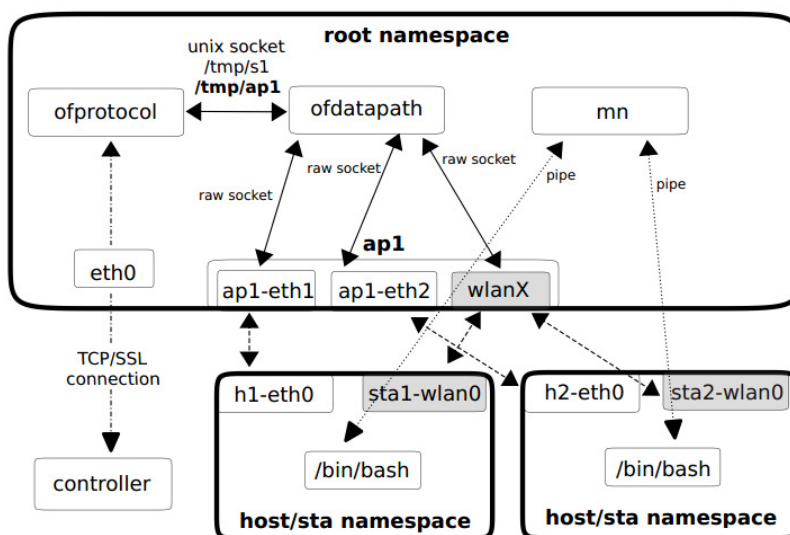 root namespace
unix socket
/tmp/s1
/tmp/ap1
ofprotocol
ofdatapath
mn
raw socket
raw socket
raw socket
pipe
pipe
ap1
eth0
ap1-eth1
ap1-eth2
wlanX
TCP/SSL
connection
h1-eth0
sta1-wlan0
h2-eth0
sta2-wlan0
controller
/bin/bash
/bin/bash
host/sta namespace
host/sta namespace